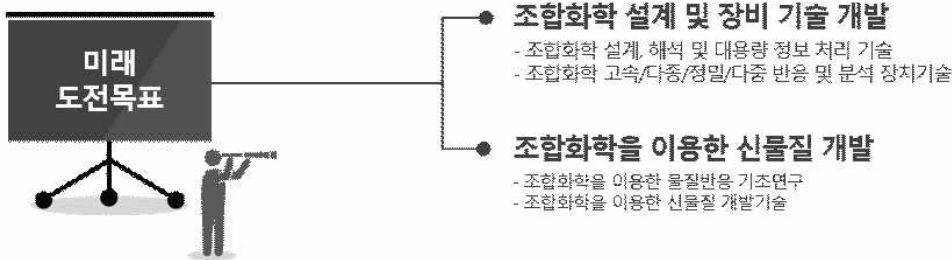 미래
도전목표
조합화학 설계 및 장비 기술 개발
- 조합화학 설계, 해석 및 대용량 정보 처리 기술
- 조합화학 고속/다종/정밀/다중 반응 및 분석 장치기술
조합화학을 이용한 신물질 개발
- 조합화학을 이용한 물질반응 기초연구
- 조합화학을 이용한 신물질 개발기술